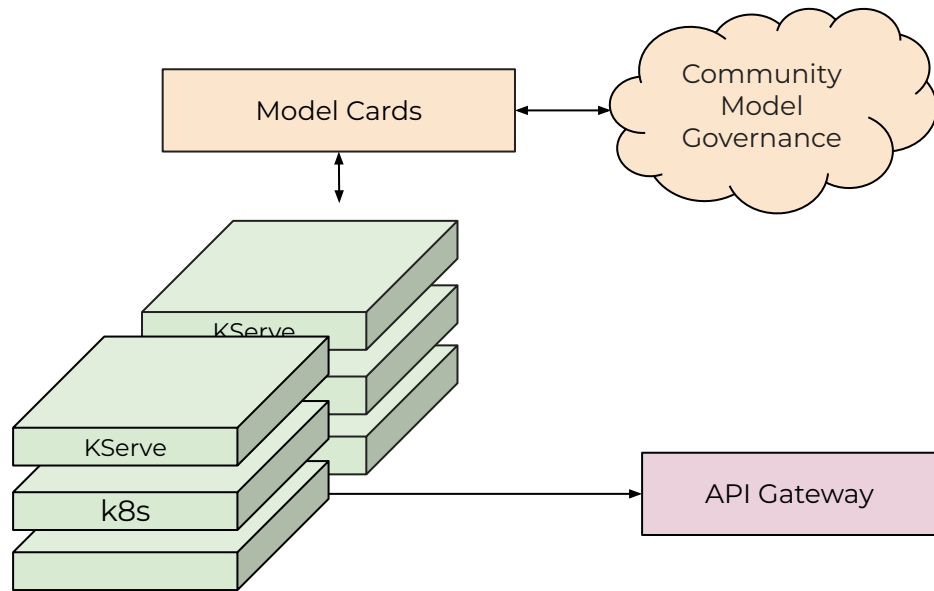 Model Cards
Community
Model
Governance
KServe
KServe
k8s
API Gateway